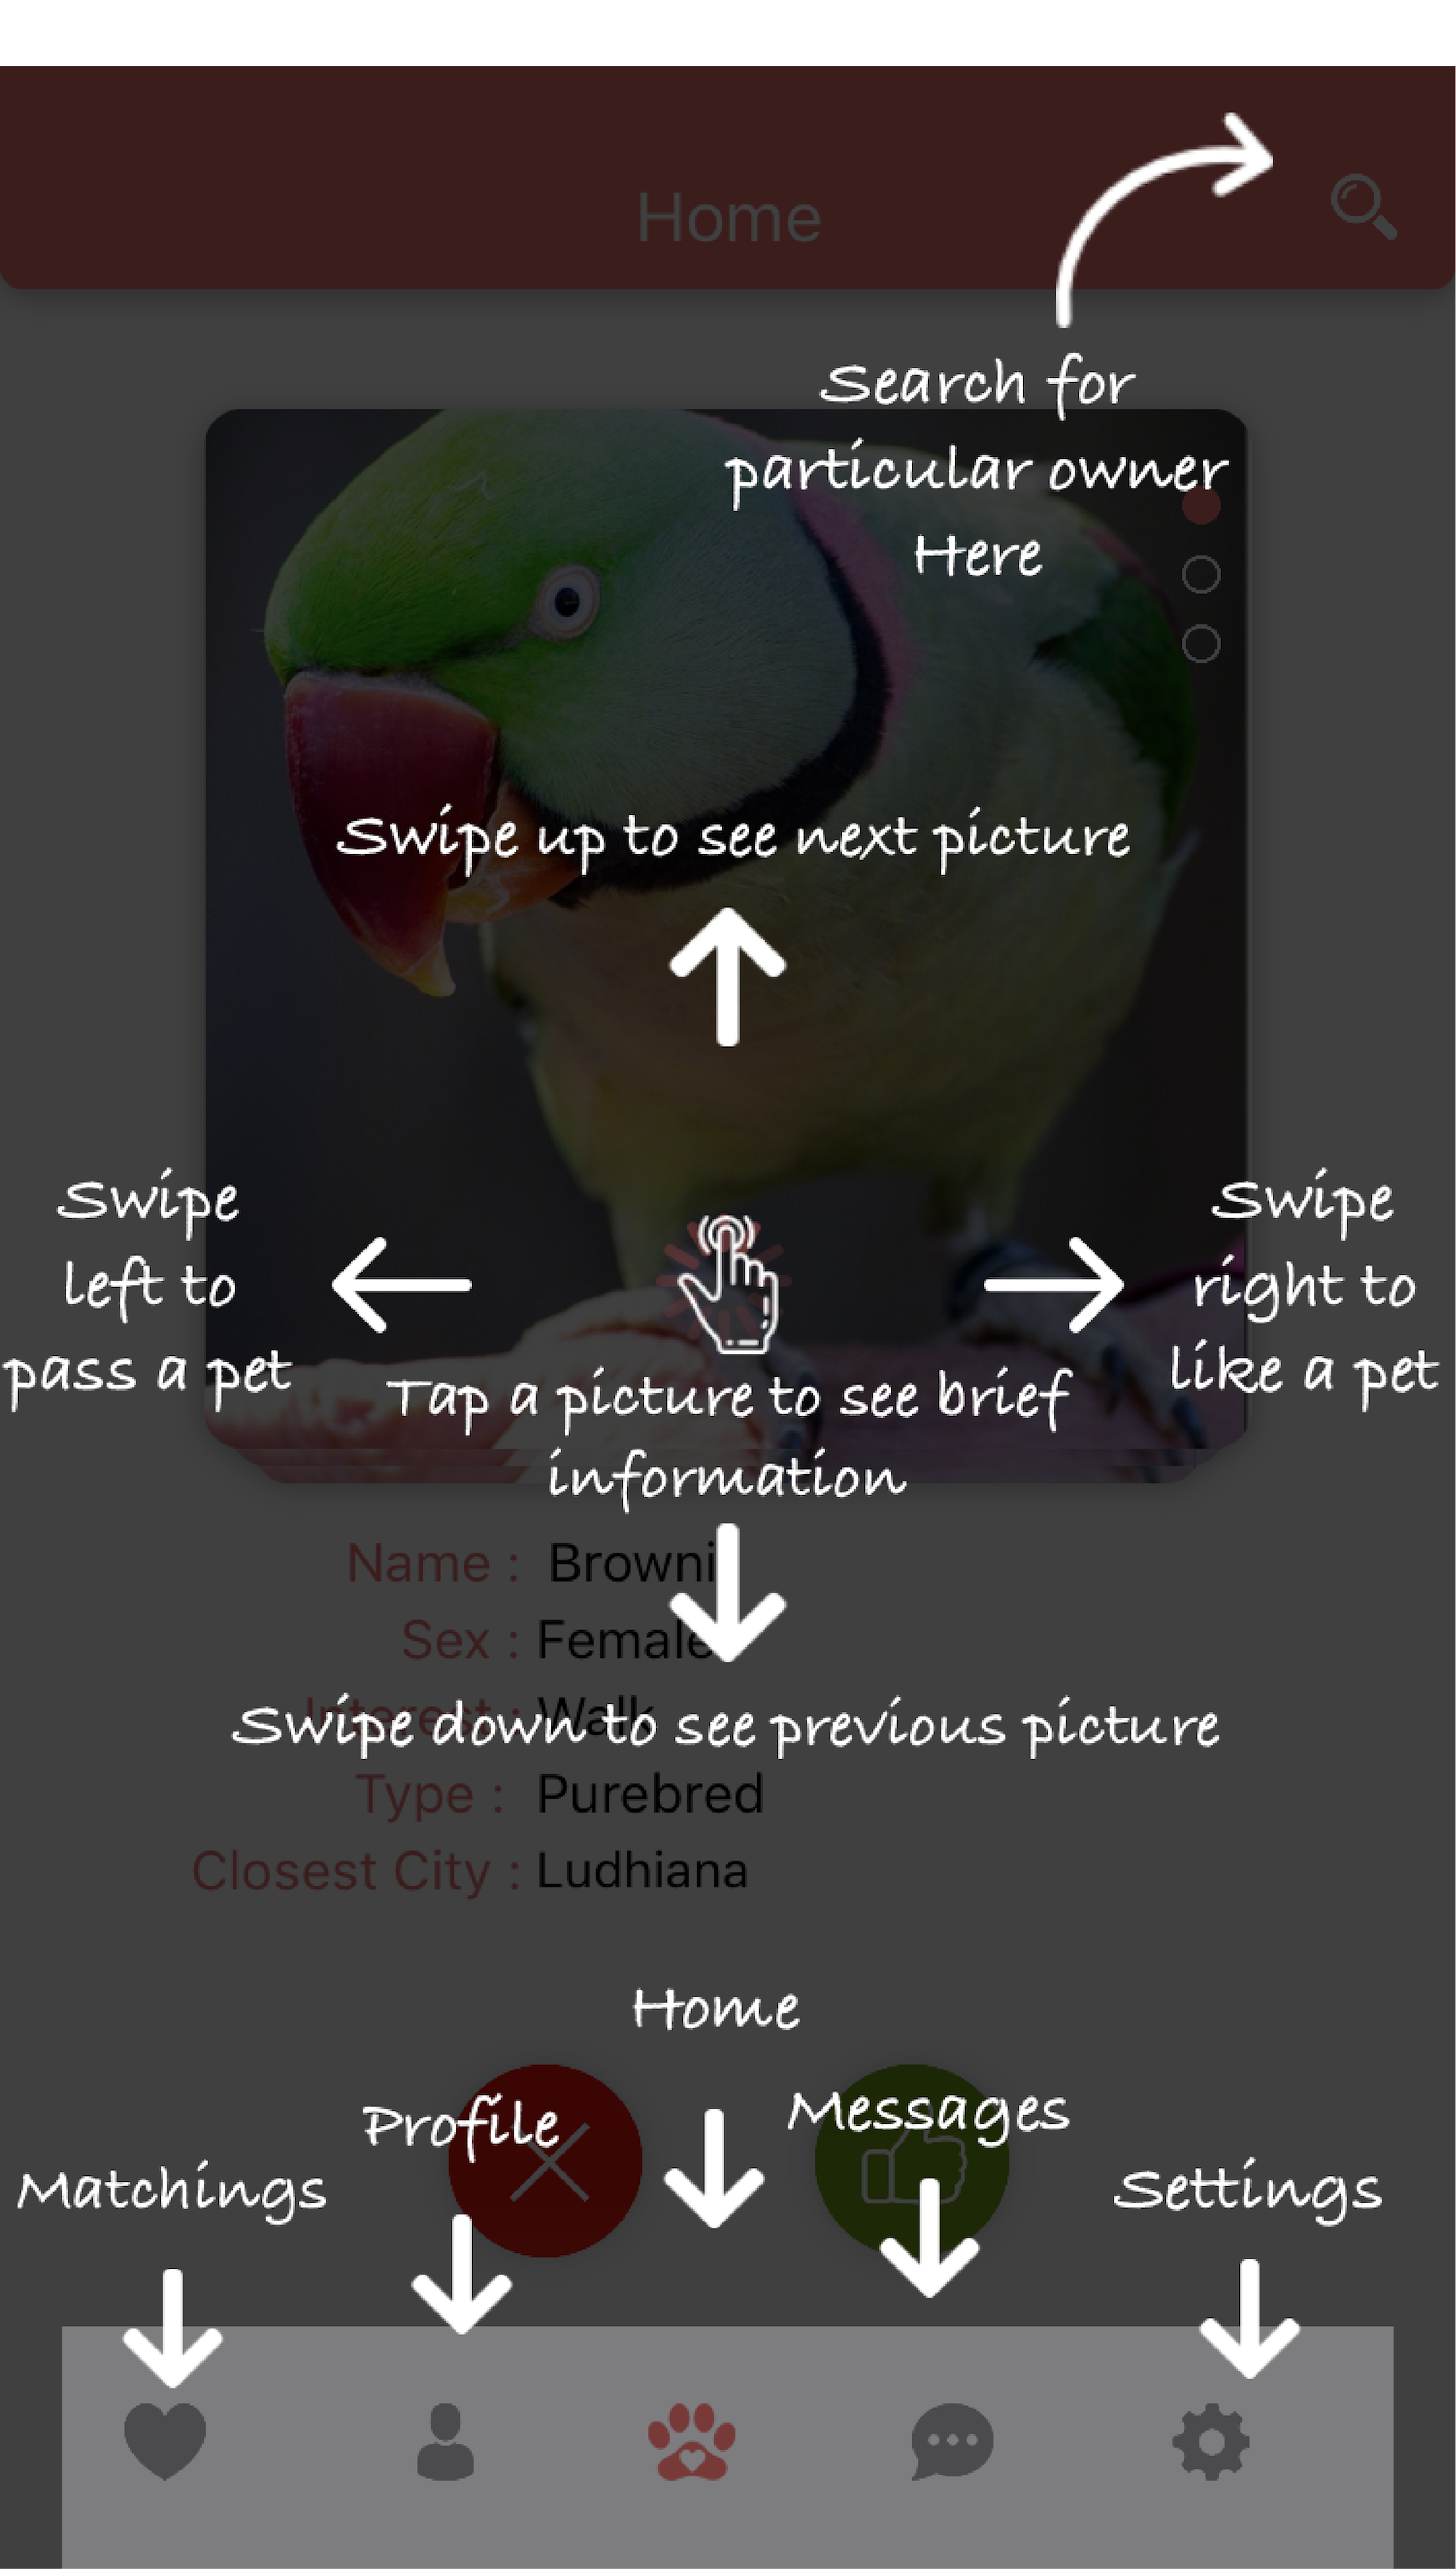 Home
Search for
particular owner
Here
Swipe up to see next picture
Swipe
left to
pass a pet
Swipe
right to
like a pet
Tap a picture to see brief
information
Name :
Sex : Female
Interest : Walk
Swipe down to see previous picture
Type : Purebred
Closest City : Ludhiana
Home
Profile
Messages
Matchings
Settings